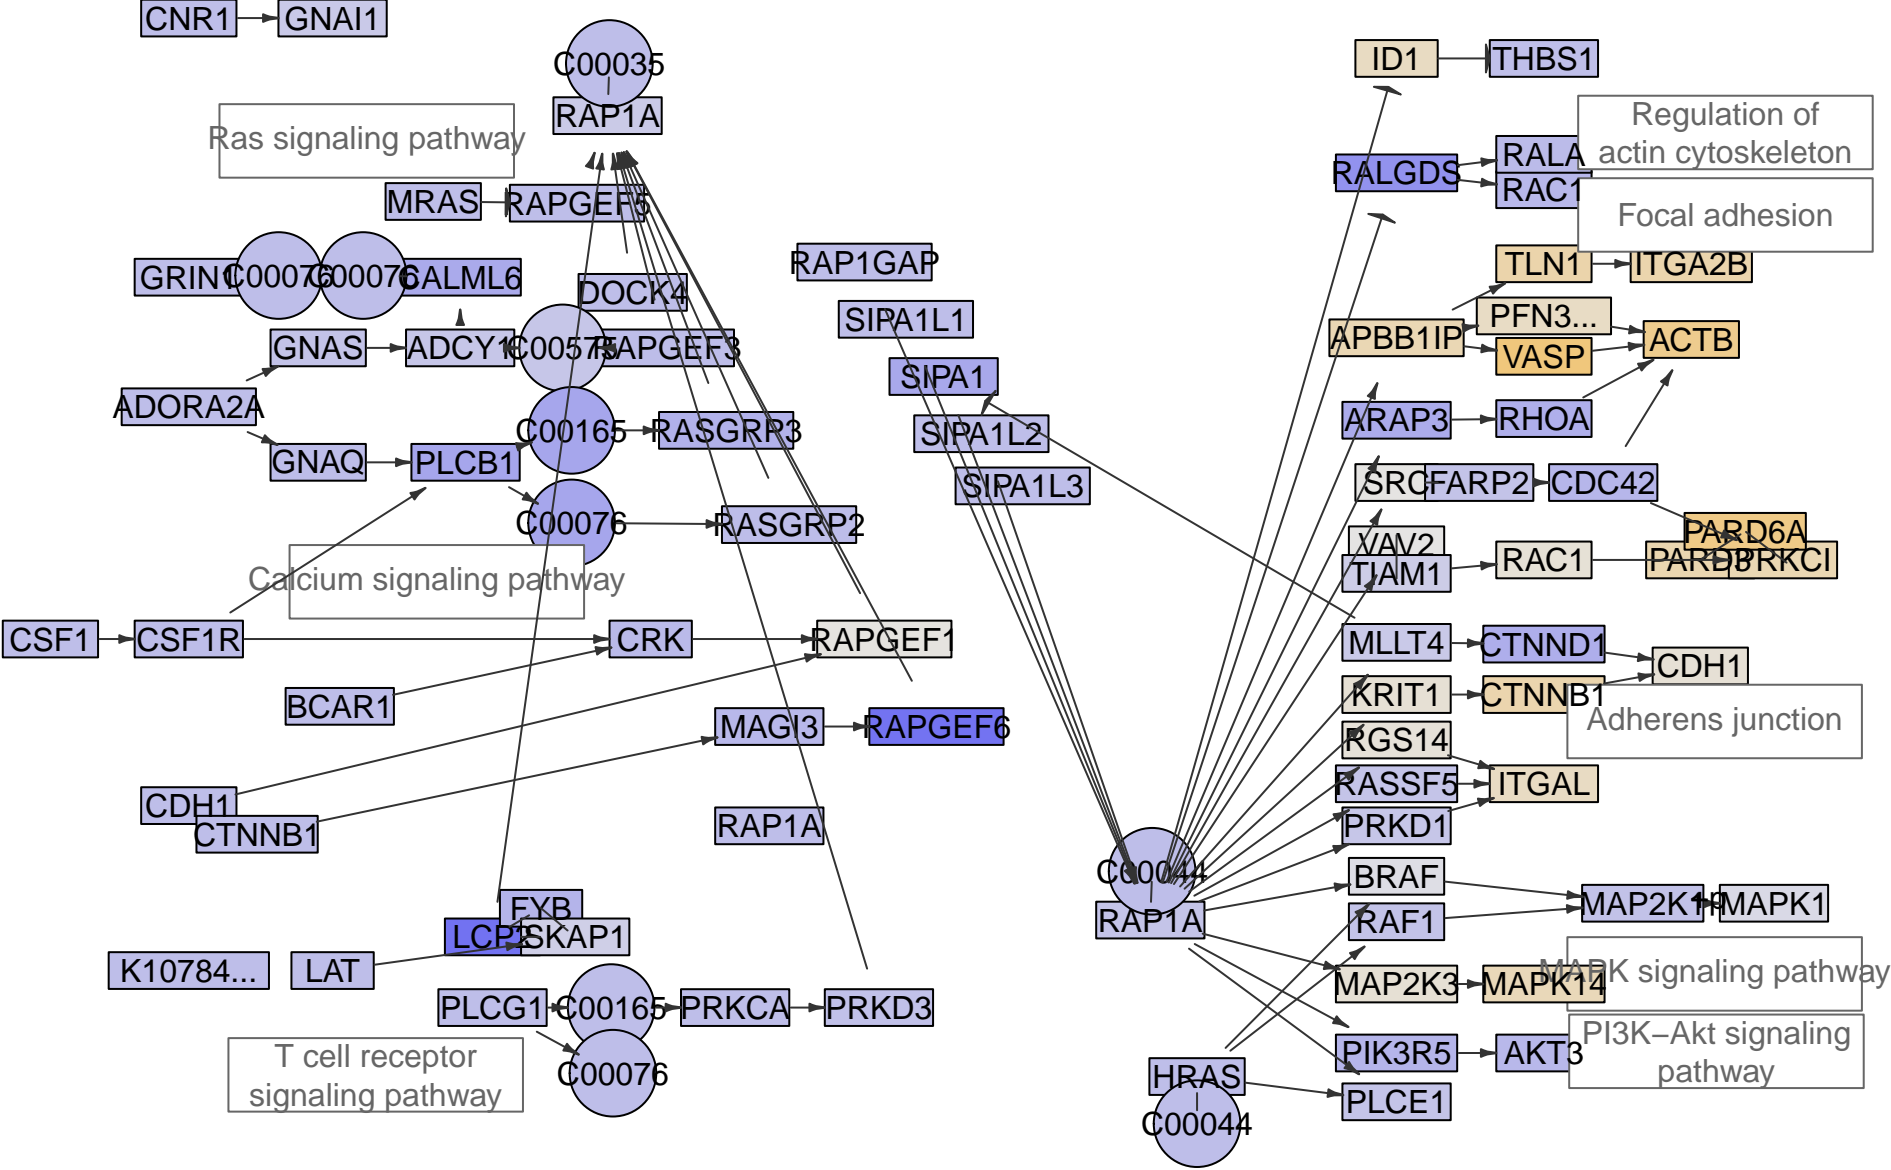 CNR1
GNAI1
C00035
RAP1A
Ras signaling pathway
MRAS
RAPGEF5
GRIN1
C00076
C00076
CALML6
DOCK4
GNAS
ADCY1
C00575
RAPGEF3
ADORA2A
C00165
RASGRP3
GNAQ
PLCB1
C00076
RASGRP2
Calcium signaling pathway
CSF1
CSF1R
CRK
RAPGEF1
BCAR1
MAGI3
RAPGEF6
CDH1
CTNNB1
RAP1A
FYB
LCP2
SKAP1
K10784...
LAT
PLCG1
C00165
PRKCA
PRKD3
T cell receptor
signaling pathway
C00076
RAP1GAP
SIPA1L1
SIPA1
SIPA1L2
SIPA1L3
C00044
RAP1A
HRAS
C00044
ID1
THBS1
Regulation of
actin cytoskeleton
RALGDS
RALA
RAC1
Focal adhesion
TLN1
ITGA2B
PFN3...
APBB1IP
VASP
ACTB
ARAP3
RHOA
SRC
FARP2
CDC42
VAV2
TIAM1
RAC1
PARD6A
PARD3
PRKCI
MLLT4
CTNND1
CDH1
KRIT1
CTNNB1
Adherens junction
RGS14
RASSF5
ITGAL
PRKD1
BRAF
RAF1
MAP2K1
+p
MAPK1
MAP2K3
MAPK14
MAPK signaling pathway
PIK3R5
AKT3
PI3K−Akt signaling
pathway
PLCE1